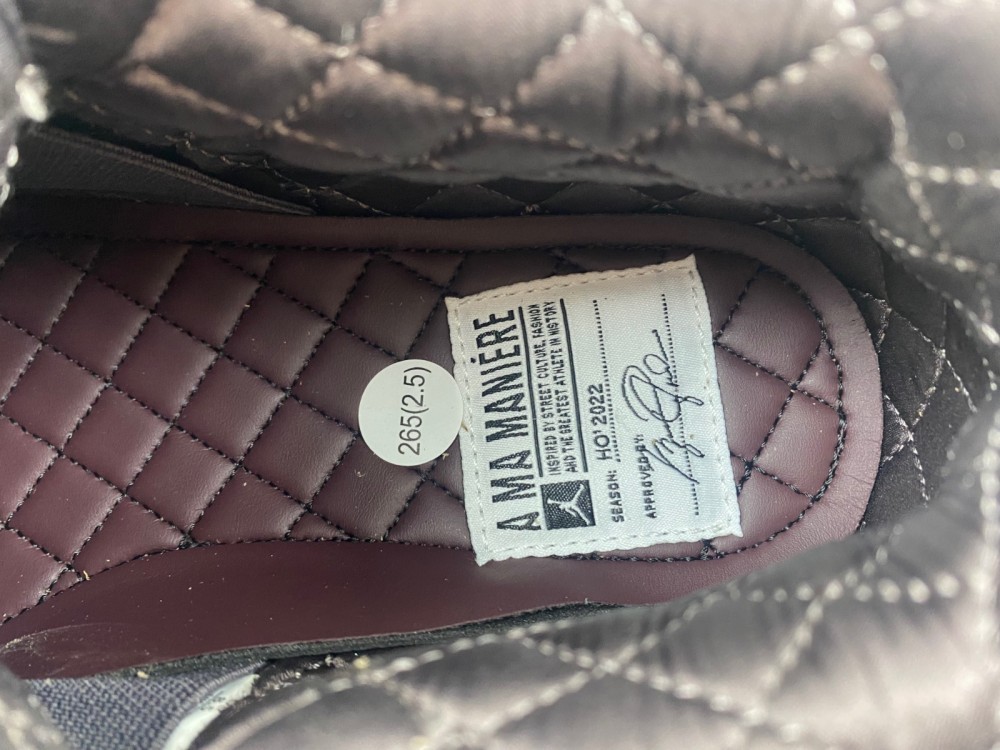 265(2.5)
A MA MANIÉRE
INSPIRED BY STREET CULTURE, FASHION
AND THE GREATEST ATHLETE IN HISTORY
SEASON: HO' 2022
APPROVED BY: